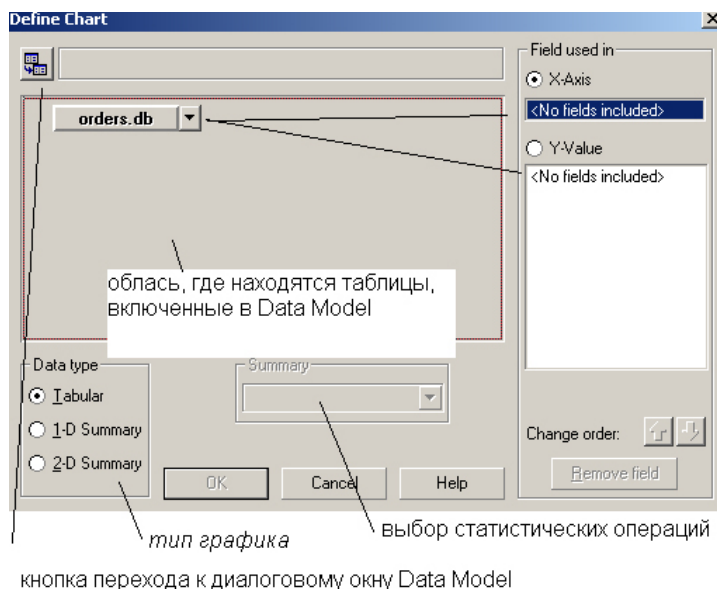 Define Chart
Field used in
X-Axis
<No fields included>
orders.db
Y-Value
<No fields included>
облась, где находятся таблицы,
включенные в Data Model
Data type
Summary
Tabular
1-D Summary
2-D Summary
Change order:
OK
Cancel
Help
Remove field
тип графика
выбор статистических операций
кнопка перехода к диалоговому окну Data Model